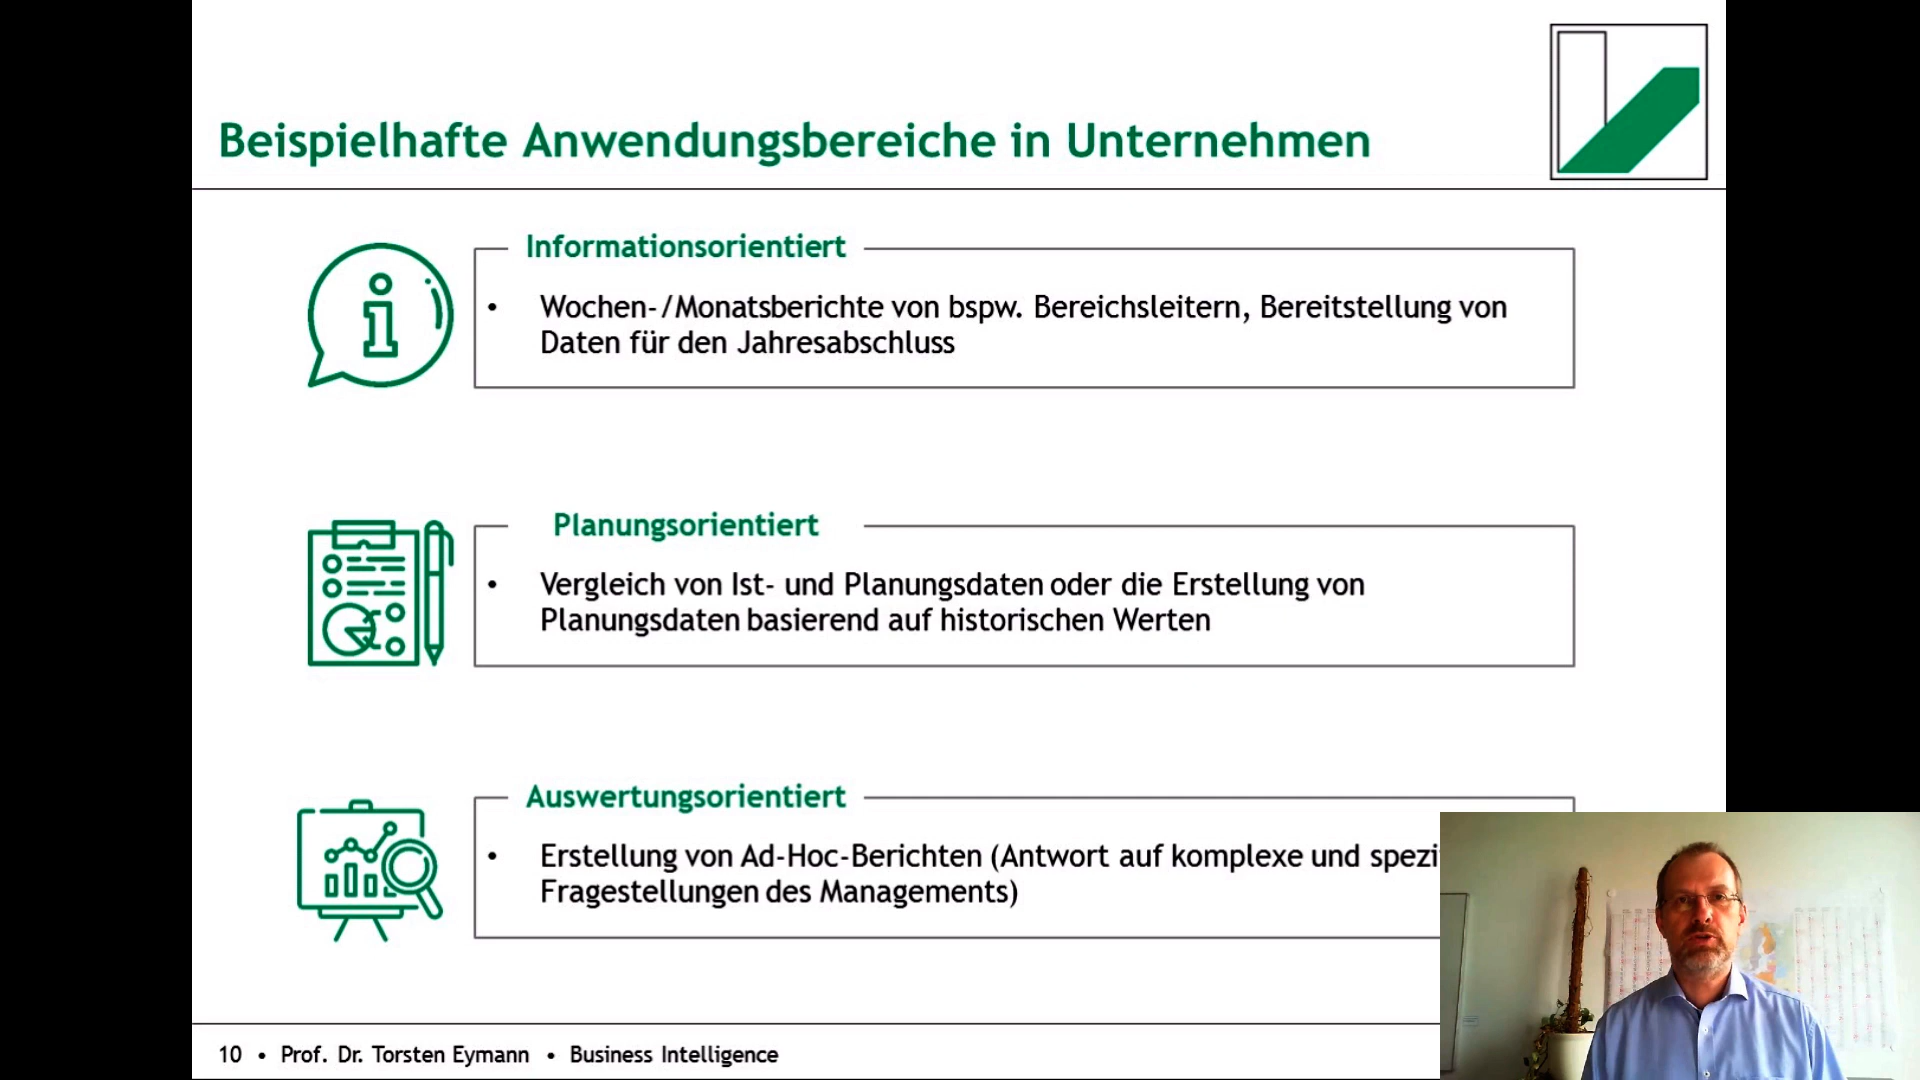 Beispielhafte Anwendungsbereiche in Unternehmen
Informationsorientiert
• Wochen-/Monatsberichte von bspw. Bereichsleitern, Bereitstellung von
Daten für den Jahresabschluss
Planungsorientiert
• Vergleich von Ist- und Planungsdaten oder die Erstellung von
Planungsdaten basierend auf historischen Werten
Auswertungsorientiert
• Erstellung von Ad-Hoc-Berichten (Antwort auf komplexe und
Fragestellungen des Managements)
10 • Prof. Dr. Torsten Eymann • Business Intelligence